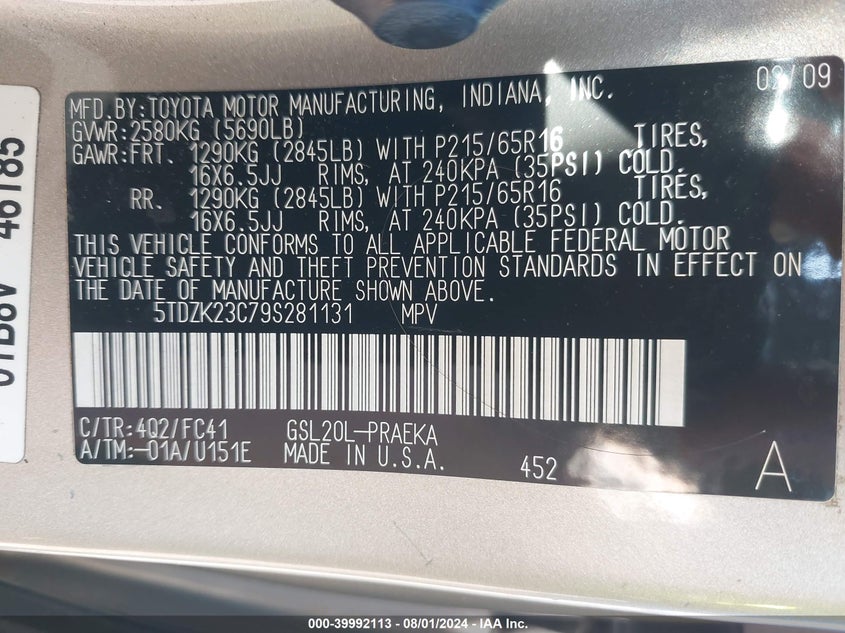 02/09
MFD.BY:TOYOTA MOTOR MANUFACTURING, INDIANA, INC.
GVWR:2580KG (5690LB)
GAWR:FRT. 1290KG (2845LB) WITH P215/65R16 TIRES,
16X6.5JJ RIMS, AT 240KPA (35PSI) COLD.
RR. 1290KG (2845LB) WITH P215/65R16 TIRES,
16X6.5JJ RIMS, AT 240KPA (35PSI) COLD.
THIS VEHICLE CONFORMS TO ALL APPLICABLE FEDERAL MOTOR
VEHICLE SAFETY AND THEFT PREVENTION STANDARDS IN EFFECT ON
THE DATE OF MANUFACTURE SHOWN ABOVE.
5TDZK23C79S281131 MPV
C/TR:4Q2/FC41 GSL20L-PRAEKA
A/TM:-01A/U151E MADE IN U.S.A. 452 A
46185
000-39992113 - 08/01/2024 - IAA Inc.